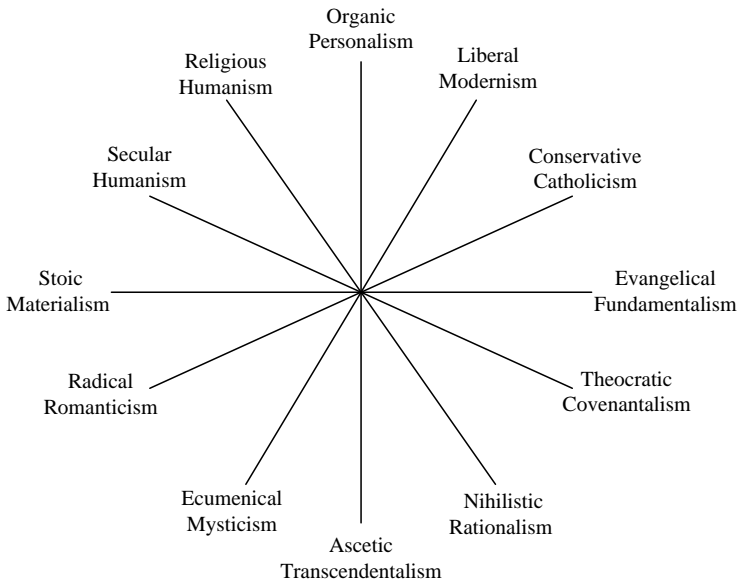 Organic
Personalism
Liberal
Modernism
Religious
Humanism
Conservative
Catholicism
Secular
Humanism
Evangelical
Fundamentalism
Stoic
Materialism
Theocratic
Covenantalism
Radical
Romanticism
Nihilistic
Rationalism
Ecumenical
Mysticism
Ascetic
Transcendentalism